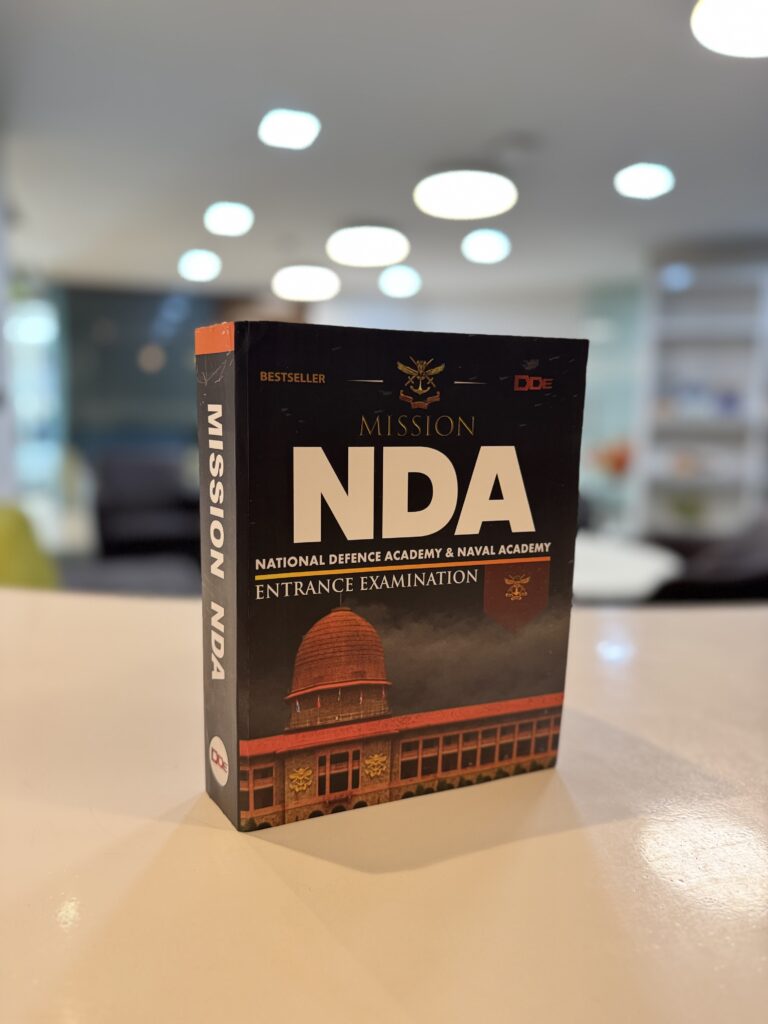 MISSION NDA
DDE
BESTSELLER
DDE
MISSION
NDA
NATIONAL DEFENCE ACADEMY & NAVAL ACADEMY
ENTRANCE EXAMINATION